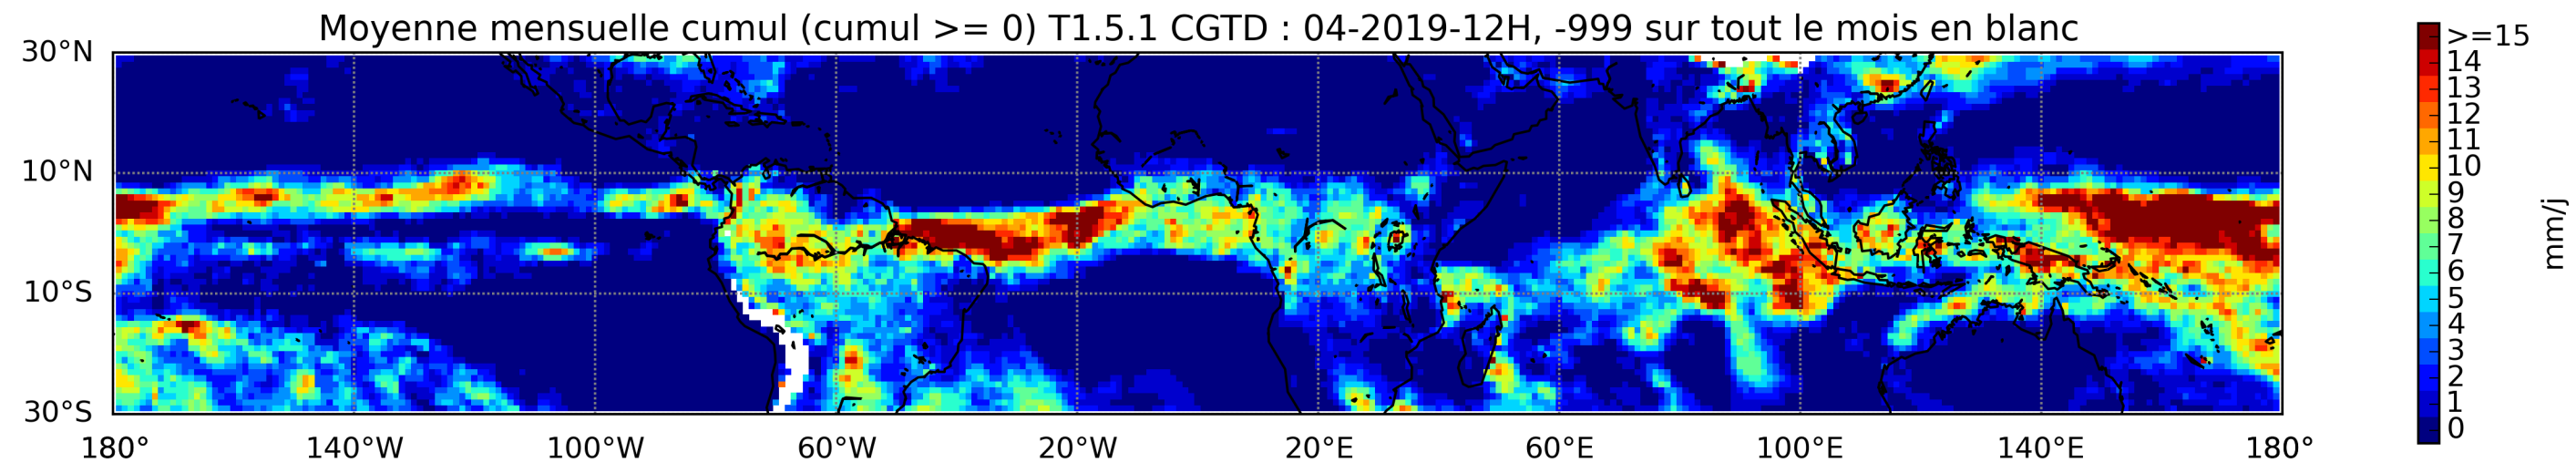 Moyenne mensuelle cumul (cumul >= 0) T1.5.1 CGTD : 04-2019-12H, -999 sur tout le mois en blanc
30°N
10°N
10°S
30°S
180° 140°W 100°W 60°W 20°W 20°E 60°E 100°E 140°E 180°
>=15
14
13
12
11
10
9
8
7
6
5
4
3
2
1
0
mm/j